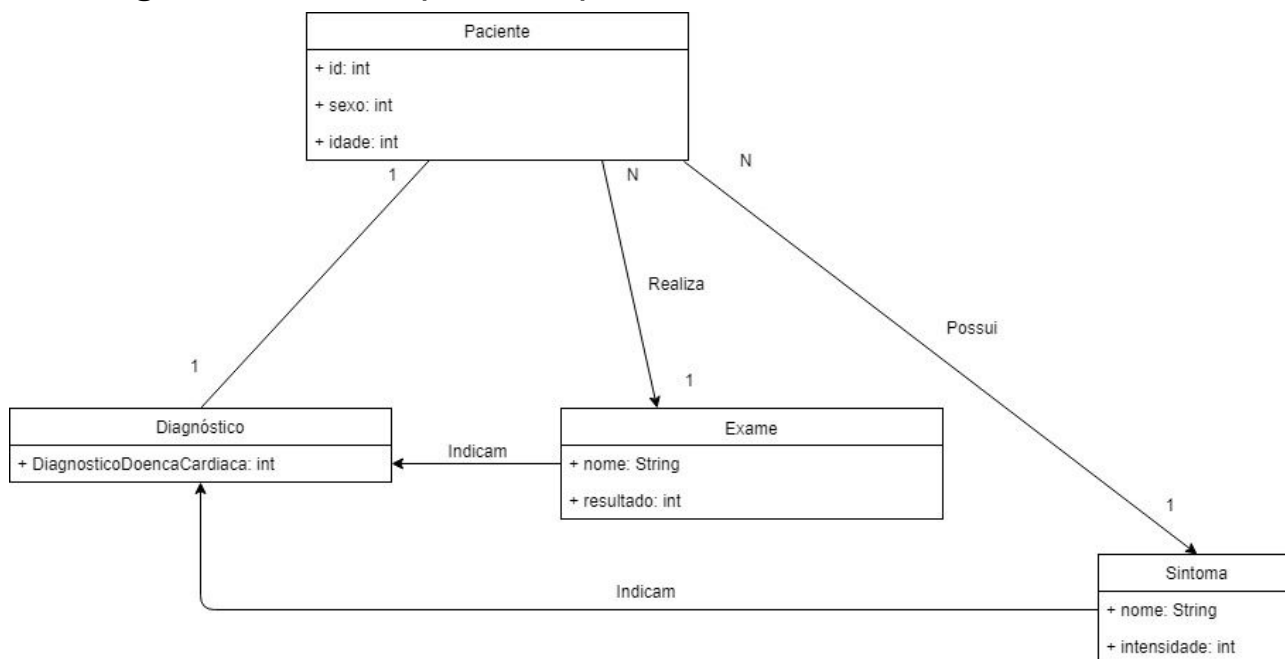 Paciente
+ id: int
+ sexo: int
+ idade: int
1
N
N
Realiza
Possui
1
1
1
Diagnóstico
+ DiagnosticoDoencaCardiaca: int
Indicam
Exame
+ nome: String
+ resultado: int
Indicam
Sintoma
+ nome: String
+ intensidade: int